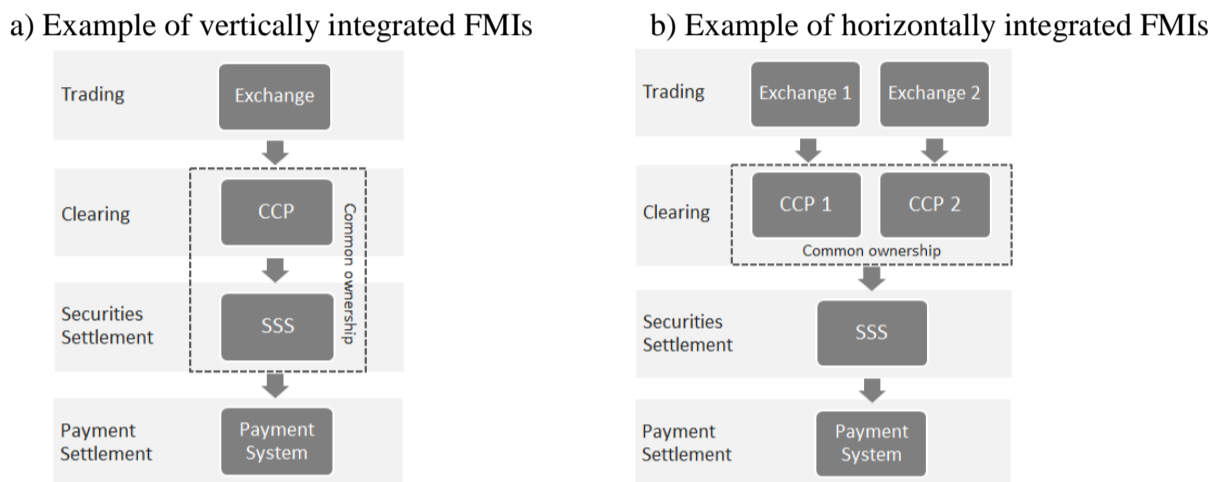 a) Example of vertically integrated FMIs
Trading
Exchange
Clearing
CCP
Common ownership
Securities
Settlement
SSS
Payment
Settlement
Payment
System
b) Example of horizontally integrated FMIs
Trading
Exchange 1
Exchange 2
Clearing
CCP 1
CCP 2
Common ownership
Securities
Settlement
SSS
Payment
Settlement
Payment
System